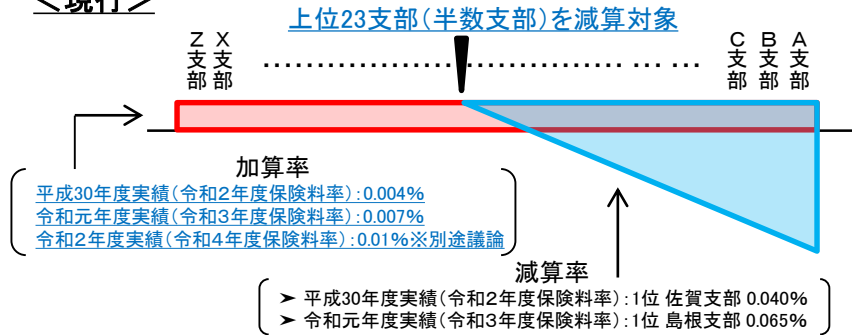 ＜現行＞
上位23支部(半数支部)を減算対象
Z支部
X支部
C支部
B支部
A支部
加算率
平成30年度実績(令和2年度保険料率):0.004%
令和元年度実績(令和3年度保険料率):0.007%
令和2年度実績(令和4年度保険料率):0.01%※別途議論
減算率
➤ 平成30年度実績(令和2年度保険料率):1位 佐賀支部 0.040%
➤ 令和元年度実績(令和3年度保険料率):1位 島根支部 0.065%